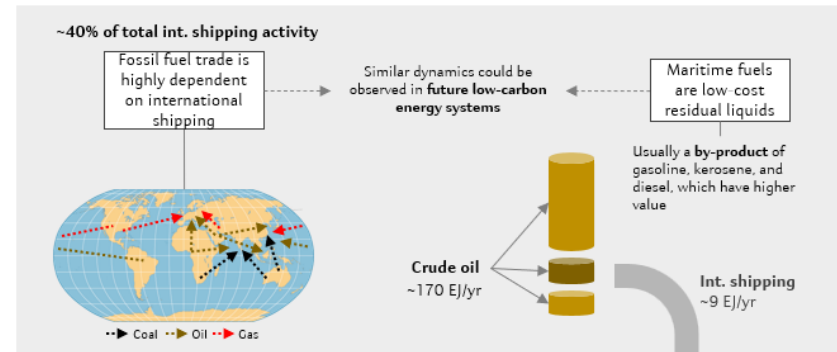 ~40% of total int. shipping activity
Fossil fuel trade is
highly dependent
on international
shipping
Similar dynamics could be
observed in future low-carbon
energy systems
Maritime fuels
are low-cost
residual liquids
Usually a by-product of
gasoline, kerosene, and
diesel, which have higher
value
Crude oil
~170 EJ/yr
Int. shipping
~9 EJ/yr
Coal Oil Gas